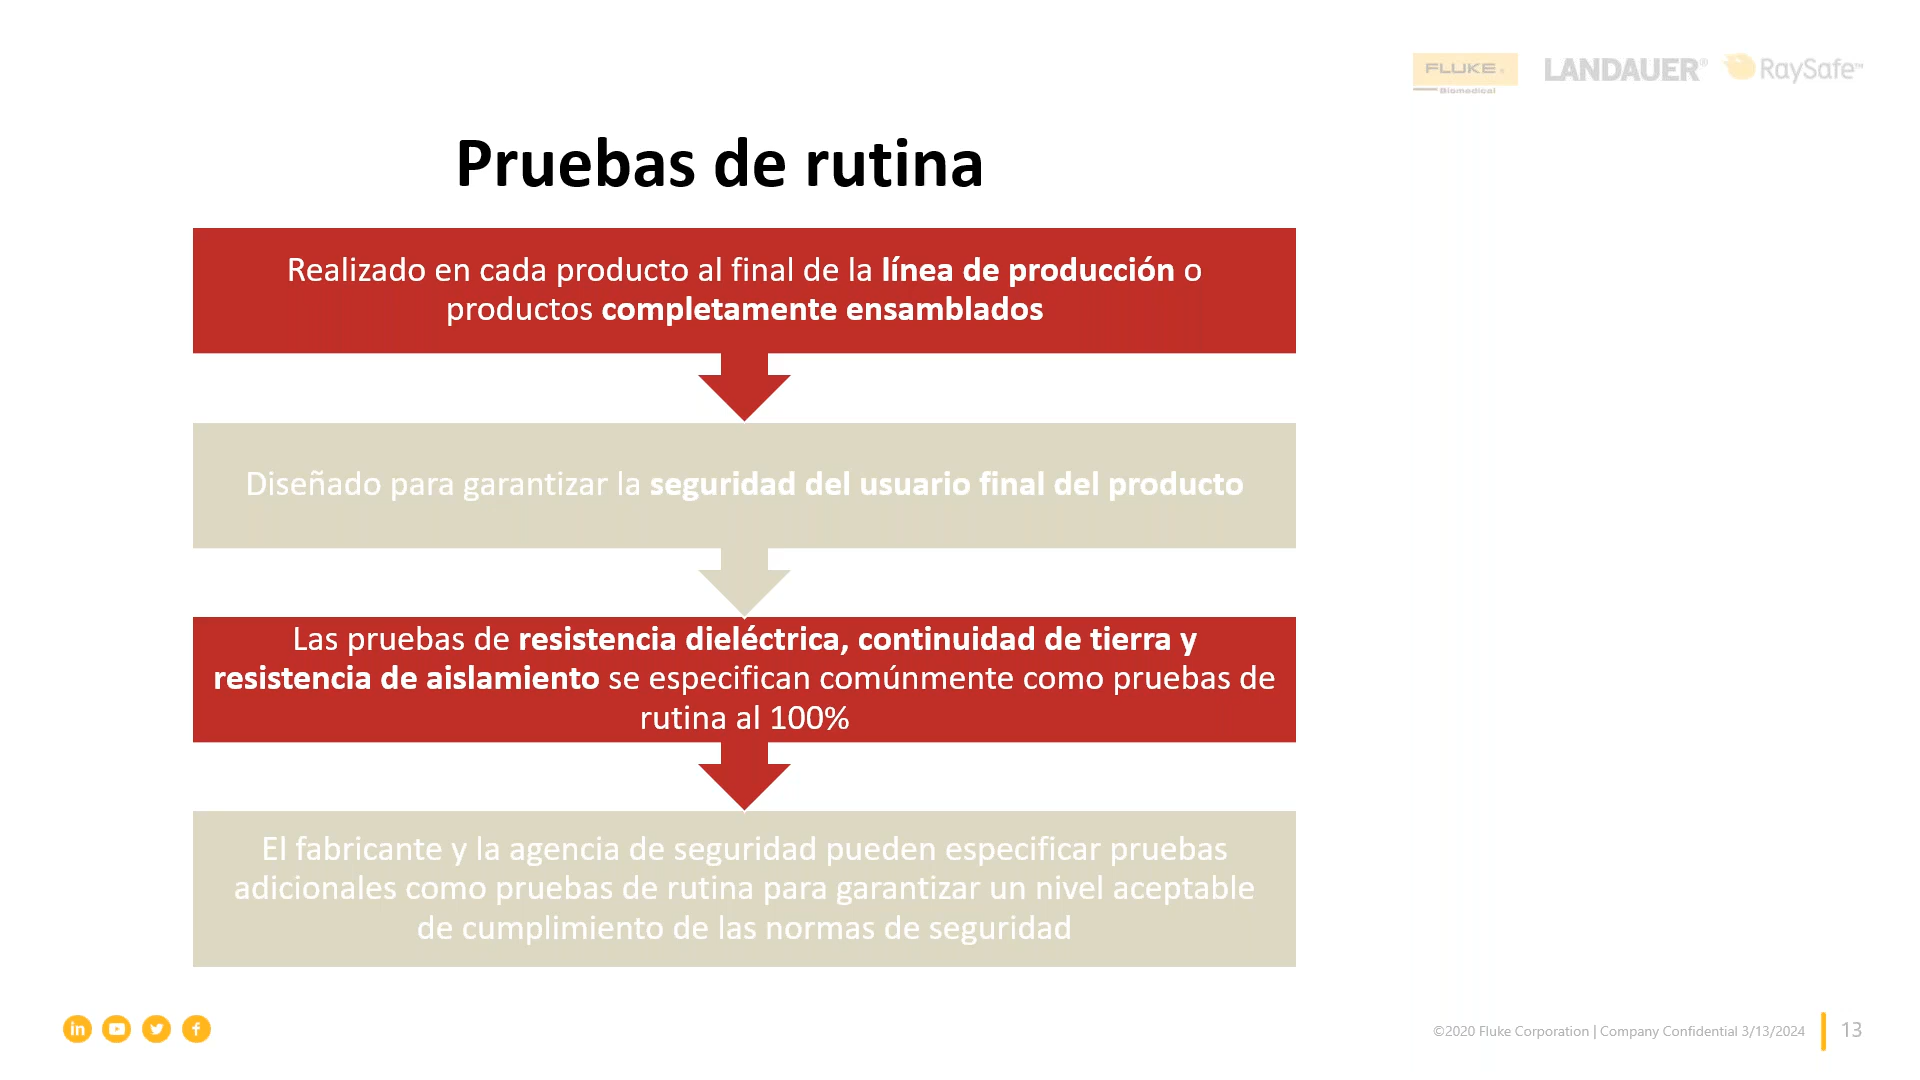 FLUKE®
Biomedical
LANDAUER®
RaySafe™
Pruebas de rutina
Realizado en cada producto al final de la línea de producción o
productos completamente ensamblados
Diseñado para garantizar la seguridad del usuario final del producto
Las pruebas de resistencia dieléctrica, continuidad de tierra y
resistencia de aislamiento se especifican comúnmente como pruebas de
rutina al 100%
El fabricante y la agencia de seguridad pueden especificar pruebas
adicionales como pruebas de rutina para garantizar un nivel aceptable
de cumplimiento de las normas de seguridad
©2020 Fluke Corporation | Company Confidential 3/13/2024
13